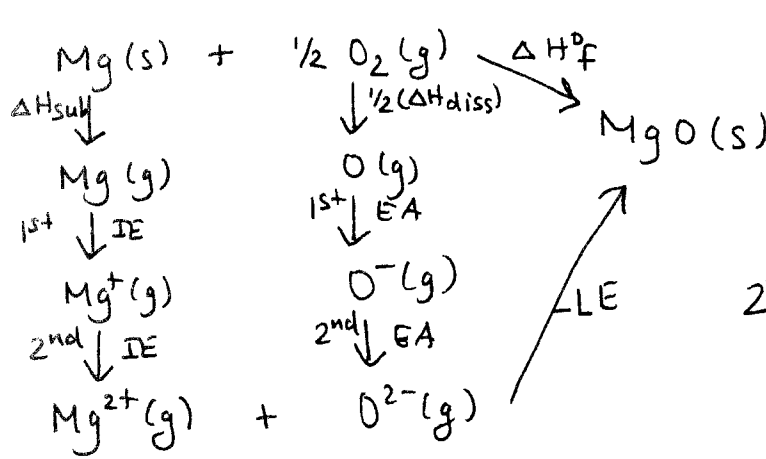 Mg(s) + ½ O₂(g) ΔH°f
ΔHsub ½(ΔHdiss)
MgO(s)
Mg(g) O(g)
1st IE 1st EA
Mg⁺(g) O⁻(g)
-LE 2
2nd IE 2nd EA
Mg²⁺(g) + O²⁻(g)